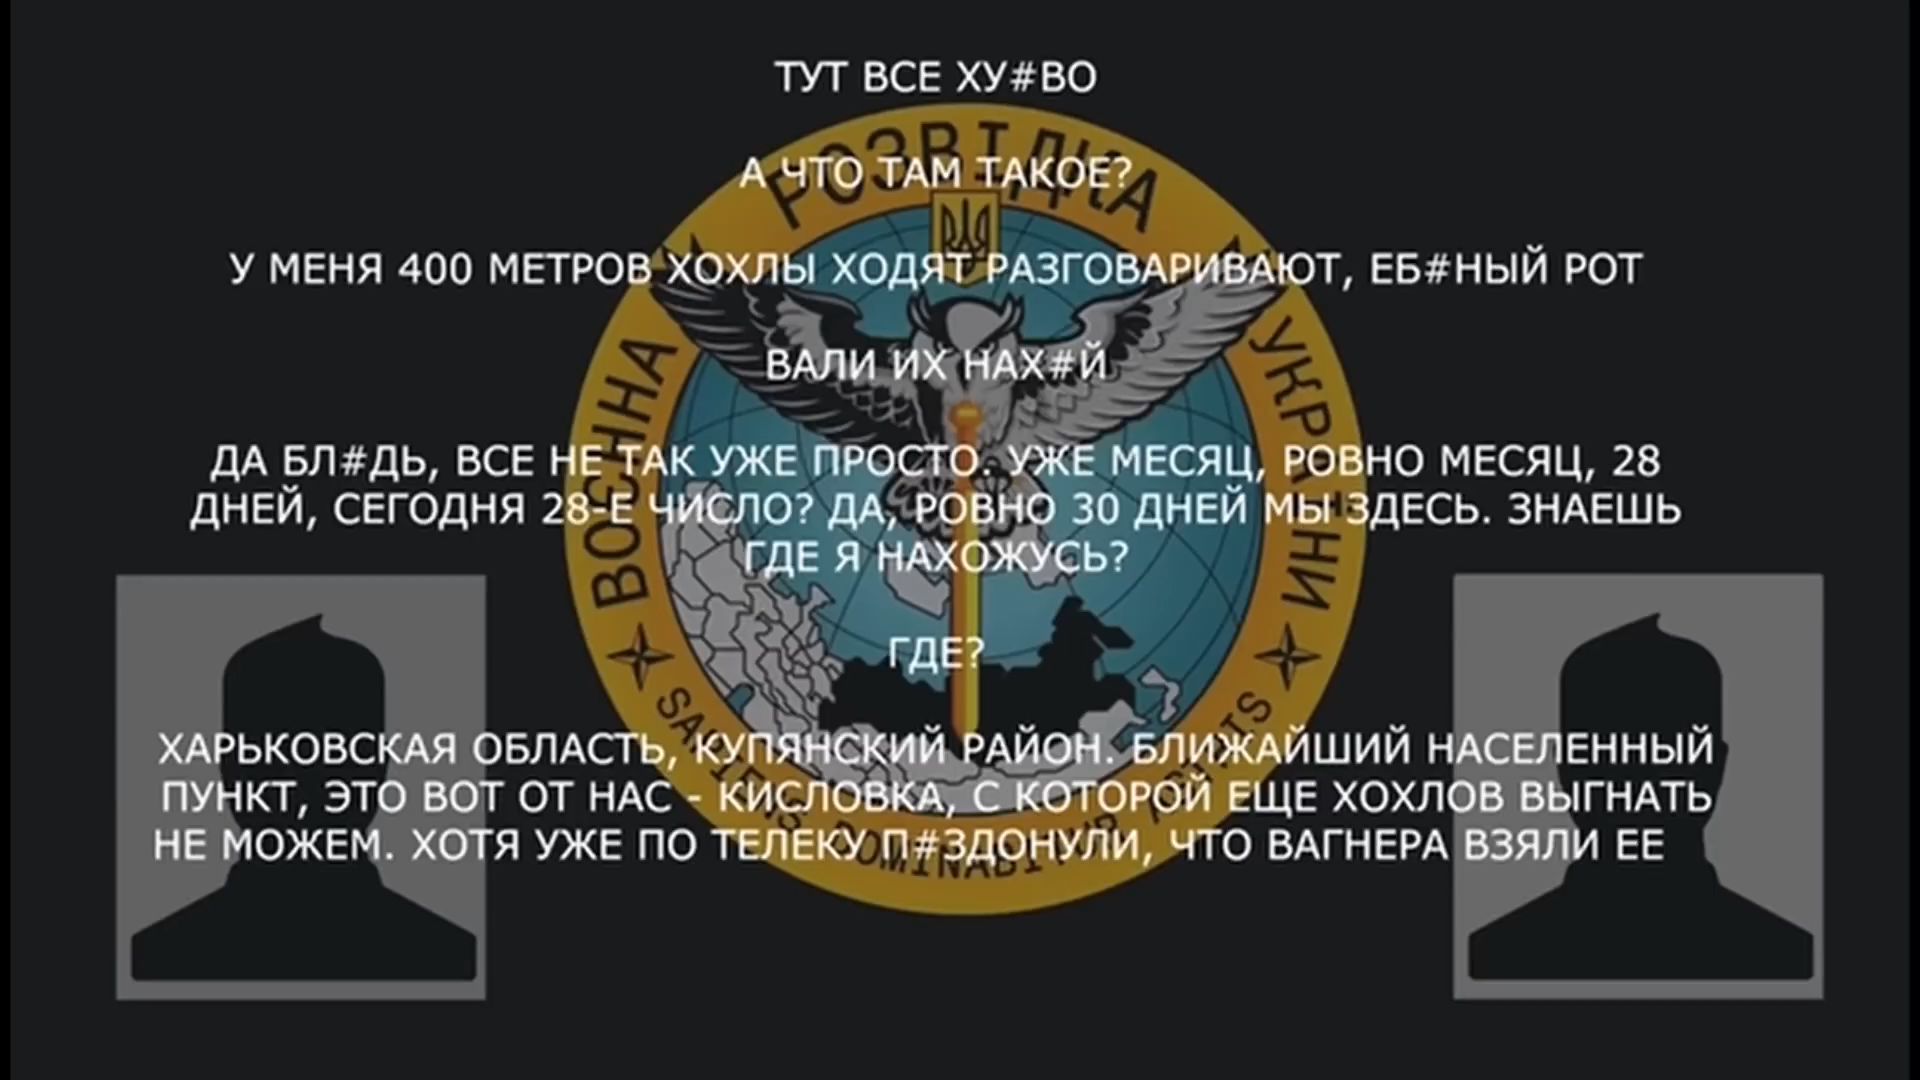 ТУТ ВСЕ ХУ#ВО
РОЗВІДКА
А ЧТО ТАМ ТАКОЕ?
У МЕНЯ 400 МЕТРОВ ХОХЛЫ ХОДЯТ РАЗГОВАРИВАЮТ, ЕБ#НЫЙ РОТ
ВАЛИ ИХ НАХ#Й
ВОЄННА
УКРАЇНИ
ДА БЛ#ДЬ, ВСЕ НЕ ТАК УЖЕ ПРОСТО. УЖЕ МЕСЯЦ, РОВНО МЕСЯЦ, 28
ДНЕЙ, СЕГОДНЯ 28-Е ЧИСЛО? ДА, РОВНО 30 ДНЕЙ МЫ ЗДЕСЬ. ЗНАЕШЬ
ГДЕ Я НАХОЖУСЬ?
ГДЕ?
ХАРЬКОВСКАЯ ОБЛАСТЬ, КУПЯНСКИЙ РАЙОН. БЛИЖАЙШИЙ НАСЕЛЕННЫЙ
ПУНКТ, ЭТО ВОТ ОТ НАС - КИСЛОВКА, С КОТОРОЙ ЕЩЕ ХОХЛОВ ВЫГНАТЬ
НЕ МОЖЕМ. ХОТЯ УЖЕ ПО ТЕЛЕКУ П#ЗДОНУЛИ, ЧТО ВАГНЕРА ВЗЯЛИ ЕЕ
SAPIENS DOMINABITUR ASTRIS